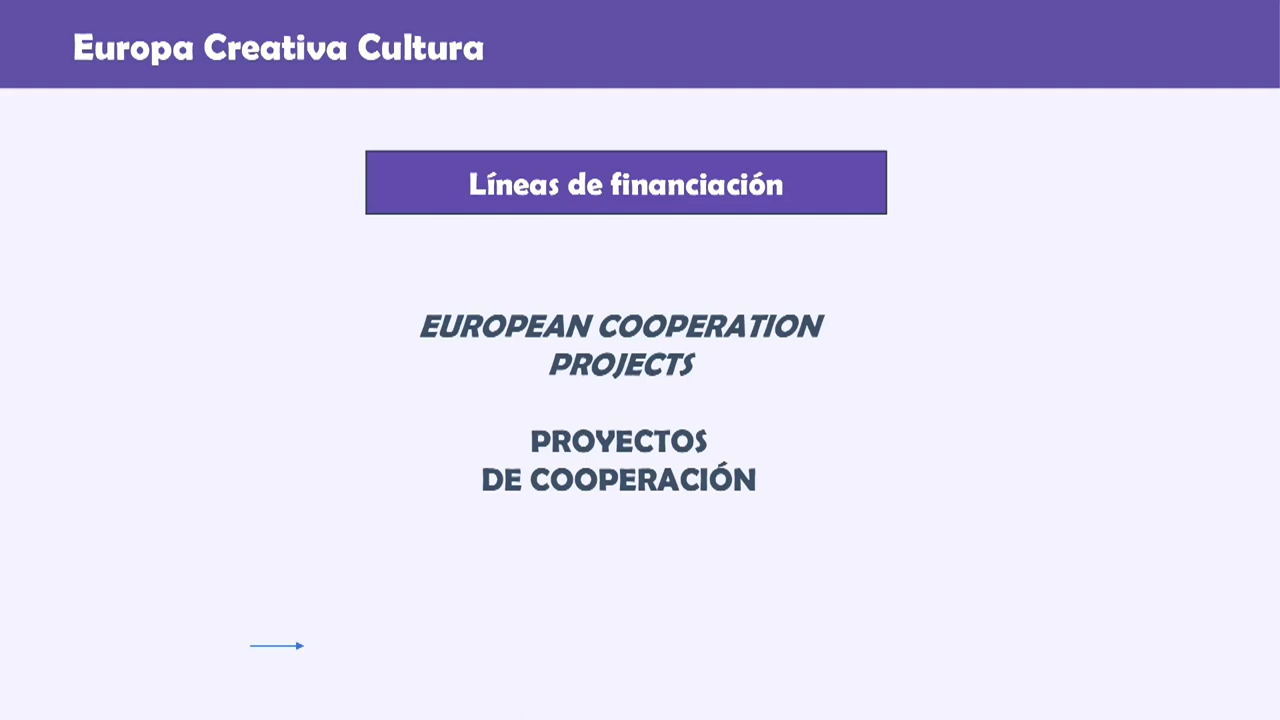 Europa Creativa Cultura
Líneas de financiación
EUROPEAN COOPERATION
PROJECTS
PROYECTOS
DE COOPERACIÓN